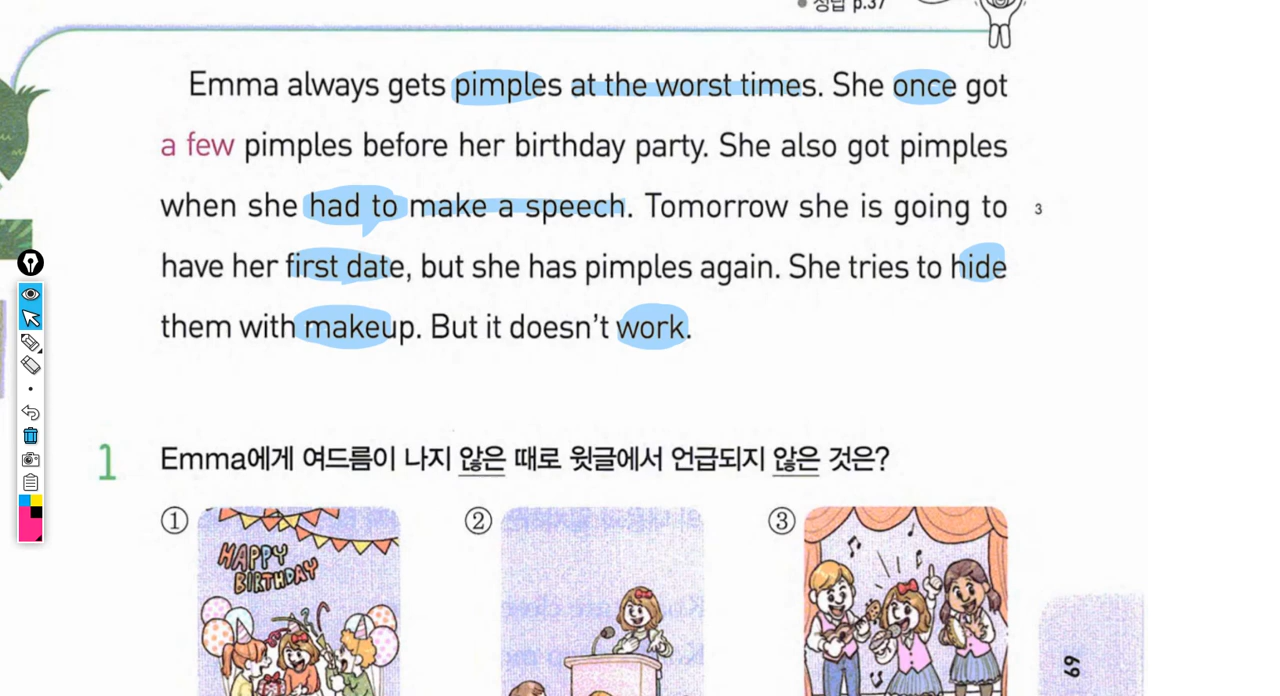 정답 p.37
Emma always gets pimples at the worst times. She once got
a few pimples before her birthday party. She also got pimples
when she had to make a speech. Tomorrow she is going to
3
have her first date, but she has pimples again. She tries to hide
them with makeup. But it doesn't work.
1 Emma에게 여드름이 나지 않은 때로 윗글에서 언급되지 않은 것은?
① ② ③
HAPPY
BIRTHDAY
69